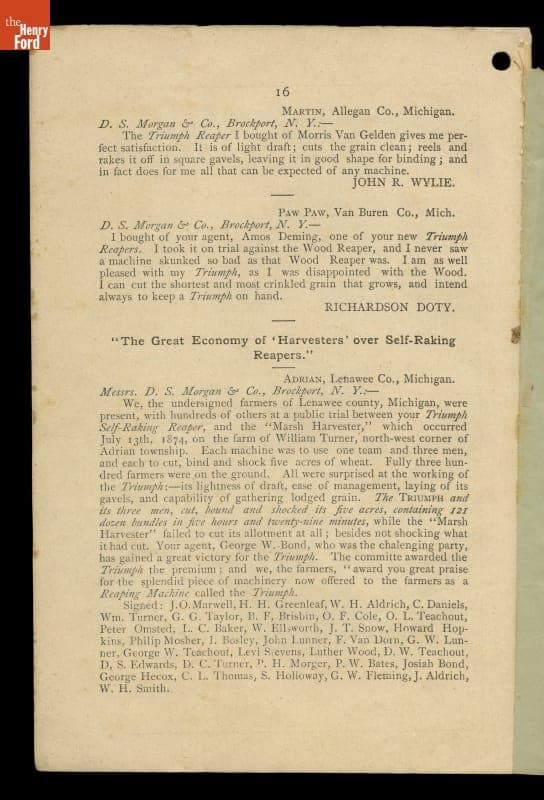 the
Henry
Ford
16
MARTIN, Allegan Co., Michigan.
D. S. Morgan & Co., Brockport, N. Y.:—
The Triumph Reaper I bought of Morris Van Gelden gives me per-
fect satisfaction. It is of light draft; cuts the grain clean; reels and
rakes it off in square gavels, leaving it in good shape for binding; and
in fact does for me all that can be expected of any machine.
JOHN R. WYLIE.
PAW PAW, Van Buren Co., Mich.
D. S. Morgan & Co., Brockport, N. Y.—
I bought of your agent, Amos Deming, one of your new Triumph
Reapers. I took it on trial against the Wood Reaper, and I never saw
a machine skunked so bad as that Wood Reaper was. I am as well
pleased with my Triumph, as I was disappointed with the Wood.
I can cut the shortest and most crinkled grain that grows, and intend
always to keep a Triumph on hand.
RICHARDSON DOTY.
"The Great Economy of 'Harvesters' over Self-Raking
Reapers."
ADRIAN, Lenawee Co., Michigan.
Messrs. D. S. Morgan & Co., Brockport, N. Y.:—
We, the undersigned farmers of Lenawee county, Michigan, were
present, with hundreds of others at a public trial between your Triumph
Self-Raking Reaper, and the "Marsh Harvester," which occurred
July 13th, 1874, on the farm of William Turner, north-west corner of
Adrian township. Each machine was to use one team and three men,
and each to cut, bind and shock five acres of wheat. Fully three hun-
dred farmers were on the ground. All were surprised at the working of
the Triumph:—its lightness of draft, ease of management, laying of its
gavels, and capability of gathering lodged grain. The TRIUMPH and
its three men, cut, bound and shocked its five acres, containing 121
dozen bundles in five hours and twenty-nine minutes, while the "Marsh
Harvester" failed to cut its allotment at all; besides not shocking what
it had cut. Your agent, George W. Bond, who was the chalenging party,
has gained a great victory for the Triumph. The committe awarded the
Triumph the premium; and we, the farmers, "award you great praise
for the splendid piece of machinery now offered to the farmers as a
Reaping Machine called the Triumph.
Signed: J. O. Marwell, H. H. Greenleaf, W. H. Aldrich, C. Daniels,
Wm. Turner, G. G. Taylor, B. F. Brisbin, O. F. Cole, O. L. Teachout,
Peter Omsted, L. C. Baker, W. Ellsworth, J. T. Snow, Howard Hop-
kins, Philip Mosher, I. Bosley, John Lunner, F. Van Dorn, G. W. Lun-
ner, George W. Teachout, Levi Stevens, Luther Wood, D. W. Teachout,
D, S. Edwards, D. C. Turner, P. H. Morger, P. W. Bates, Josiah Bond,
George Hecox, C. L. Thomas, S. Holloway, G. W. Fleming, J. Aldrich,
W. H. Smith.